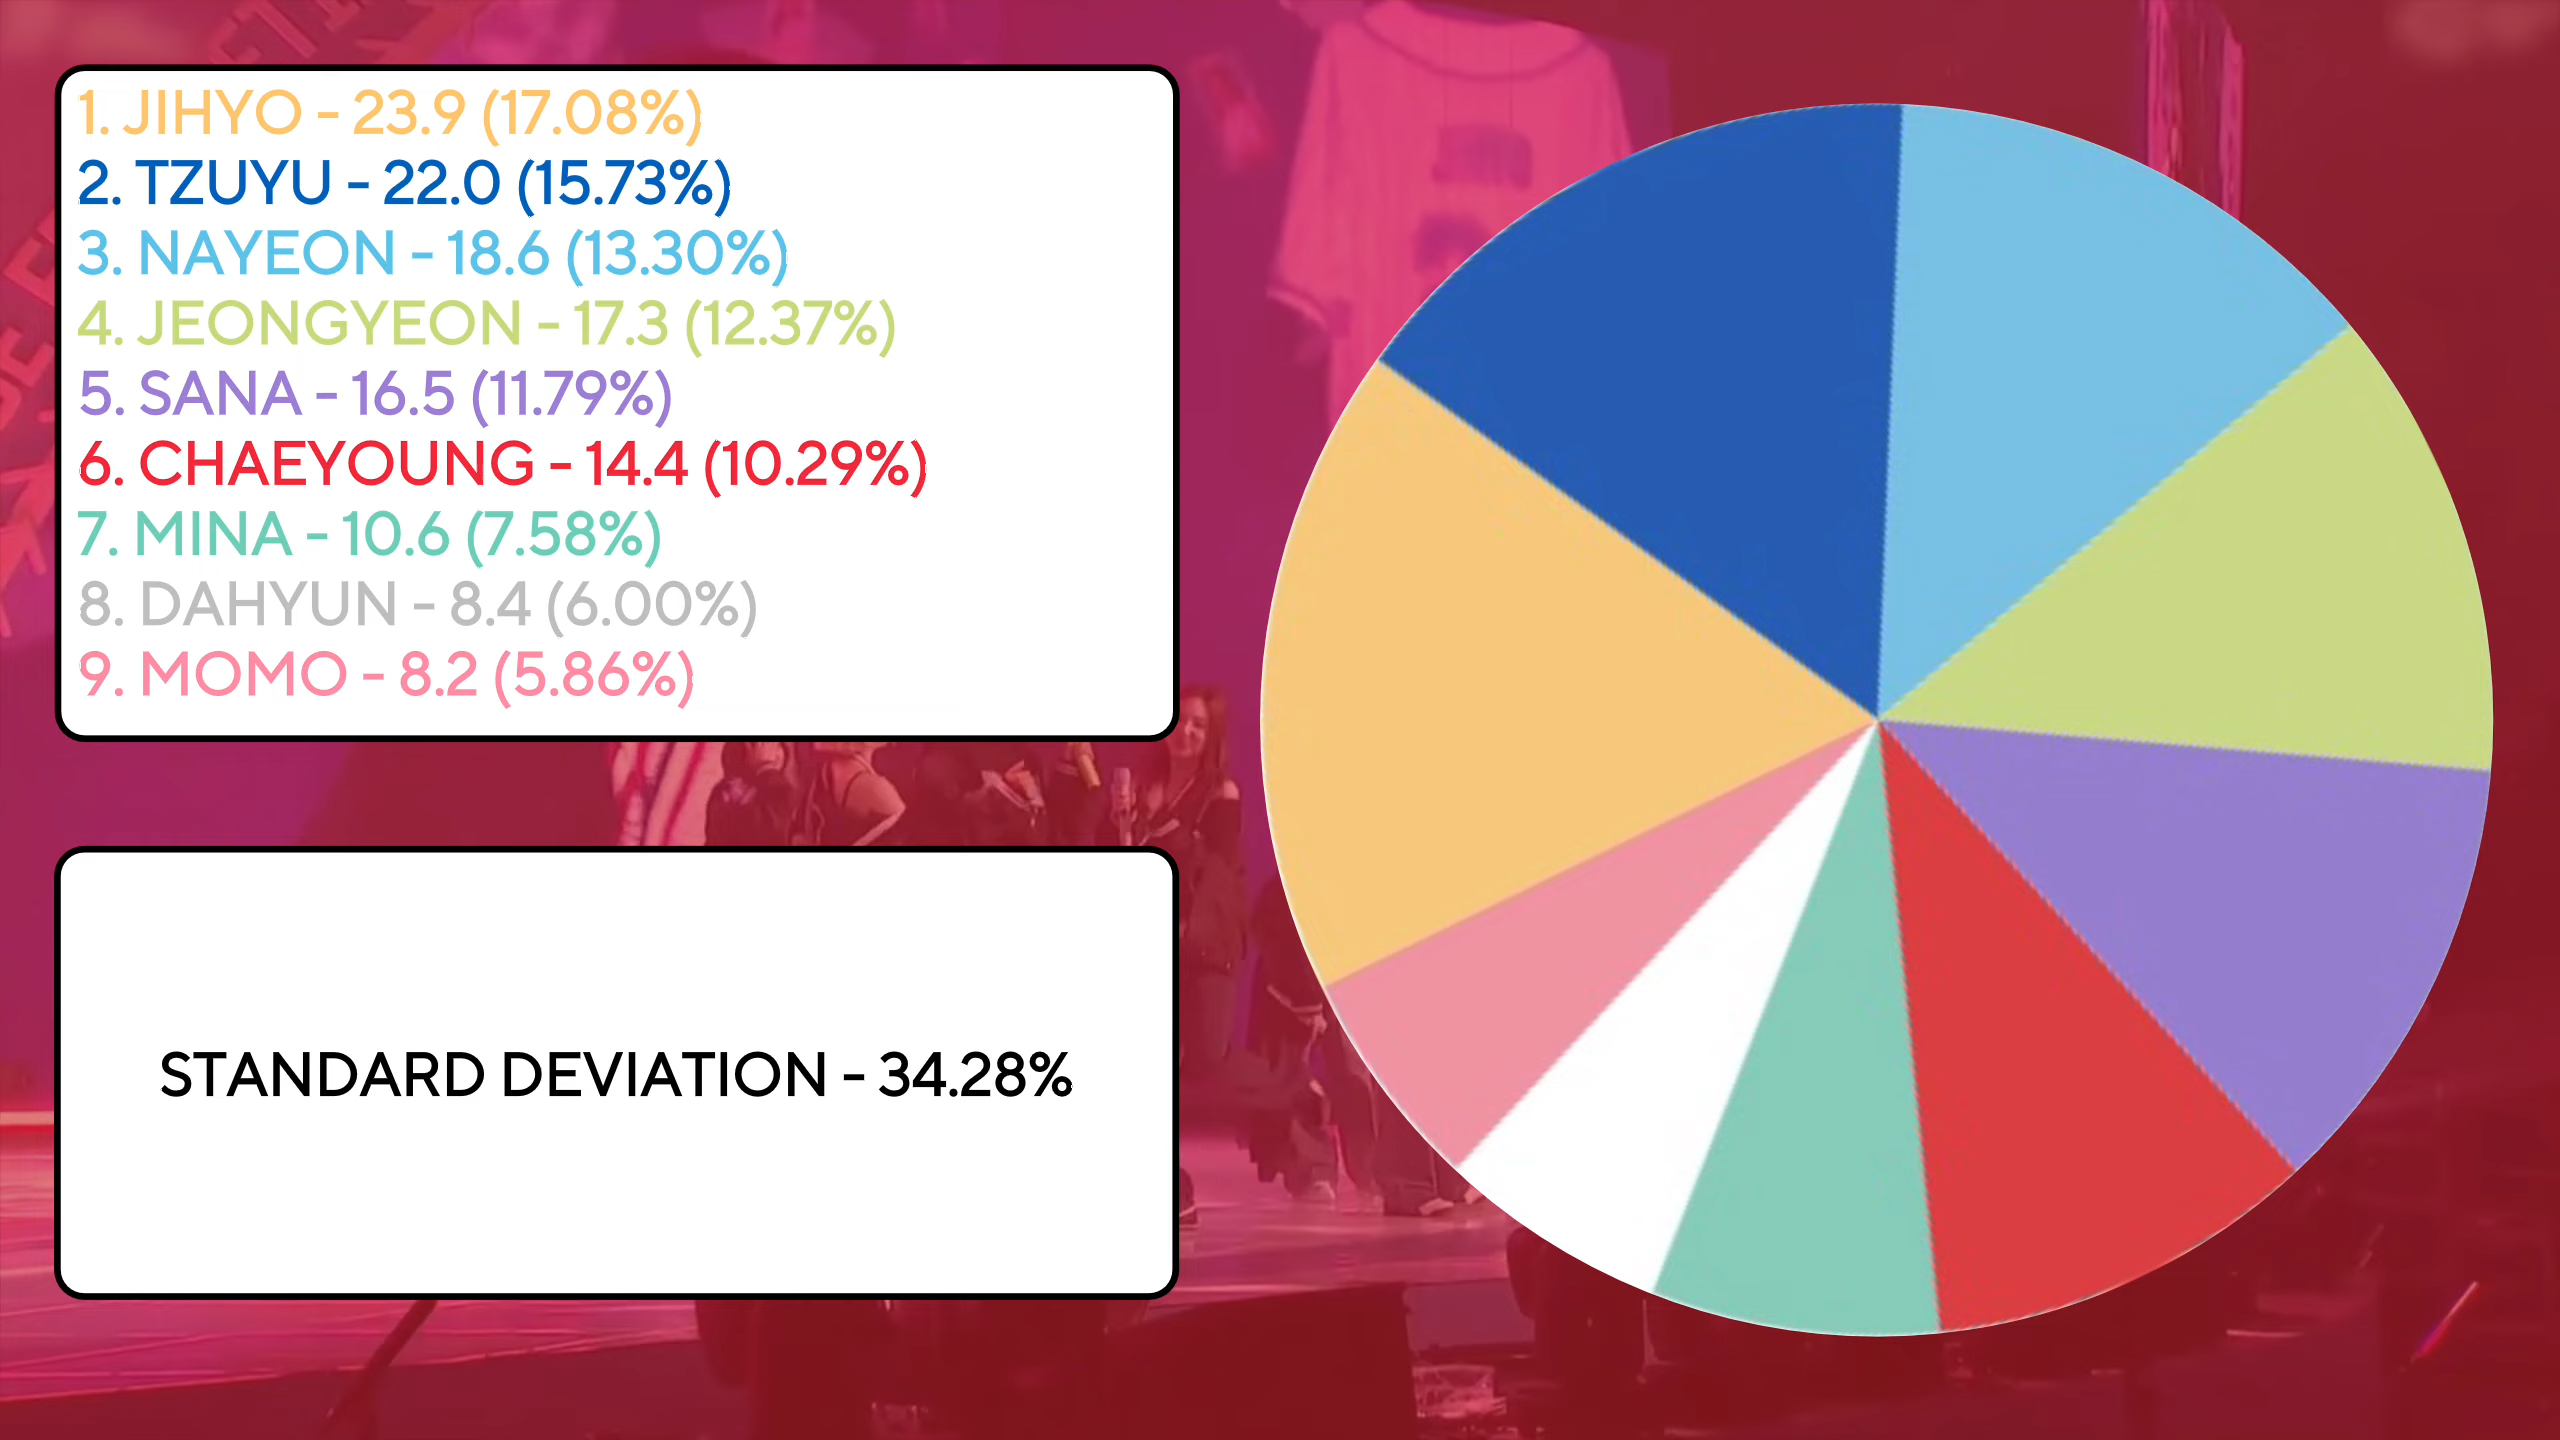 1. JIHYO - 23.9 (17.08%)
2. TZUYU - 22.0 (15.73%)
3. NAYEON - 18.6 (13.30%)
4. JEONGYEON - 17.3 (12.37%)
5. SANA - 16.5 (11.79%)
6. CHAEYOUNG - 14.4 (10.29%)
7. MINA - 10.6 (7.58%)
8. DAHYUN - 8.4 (6.00%)
9. MOMO - 8.2 (5.86%)
STANDARD DEVIATION - 34.28%